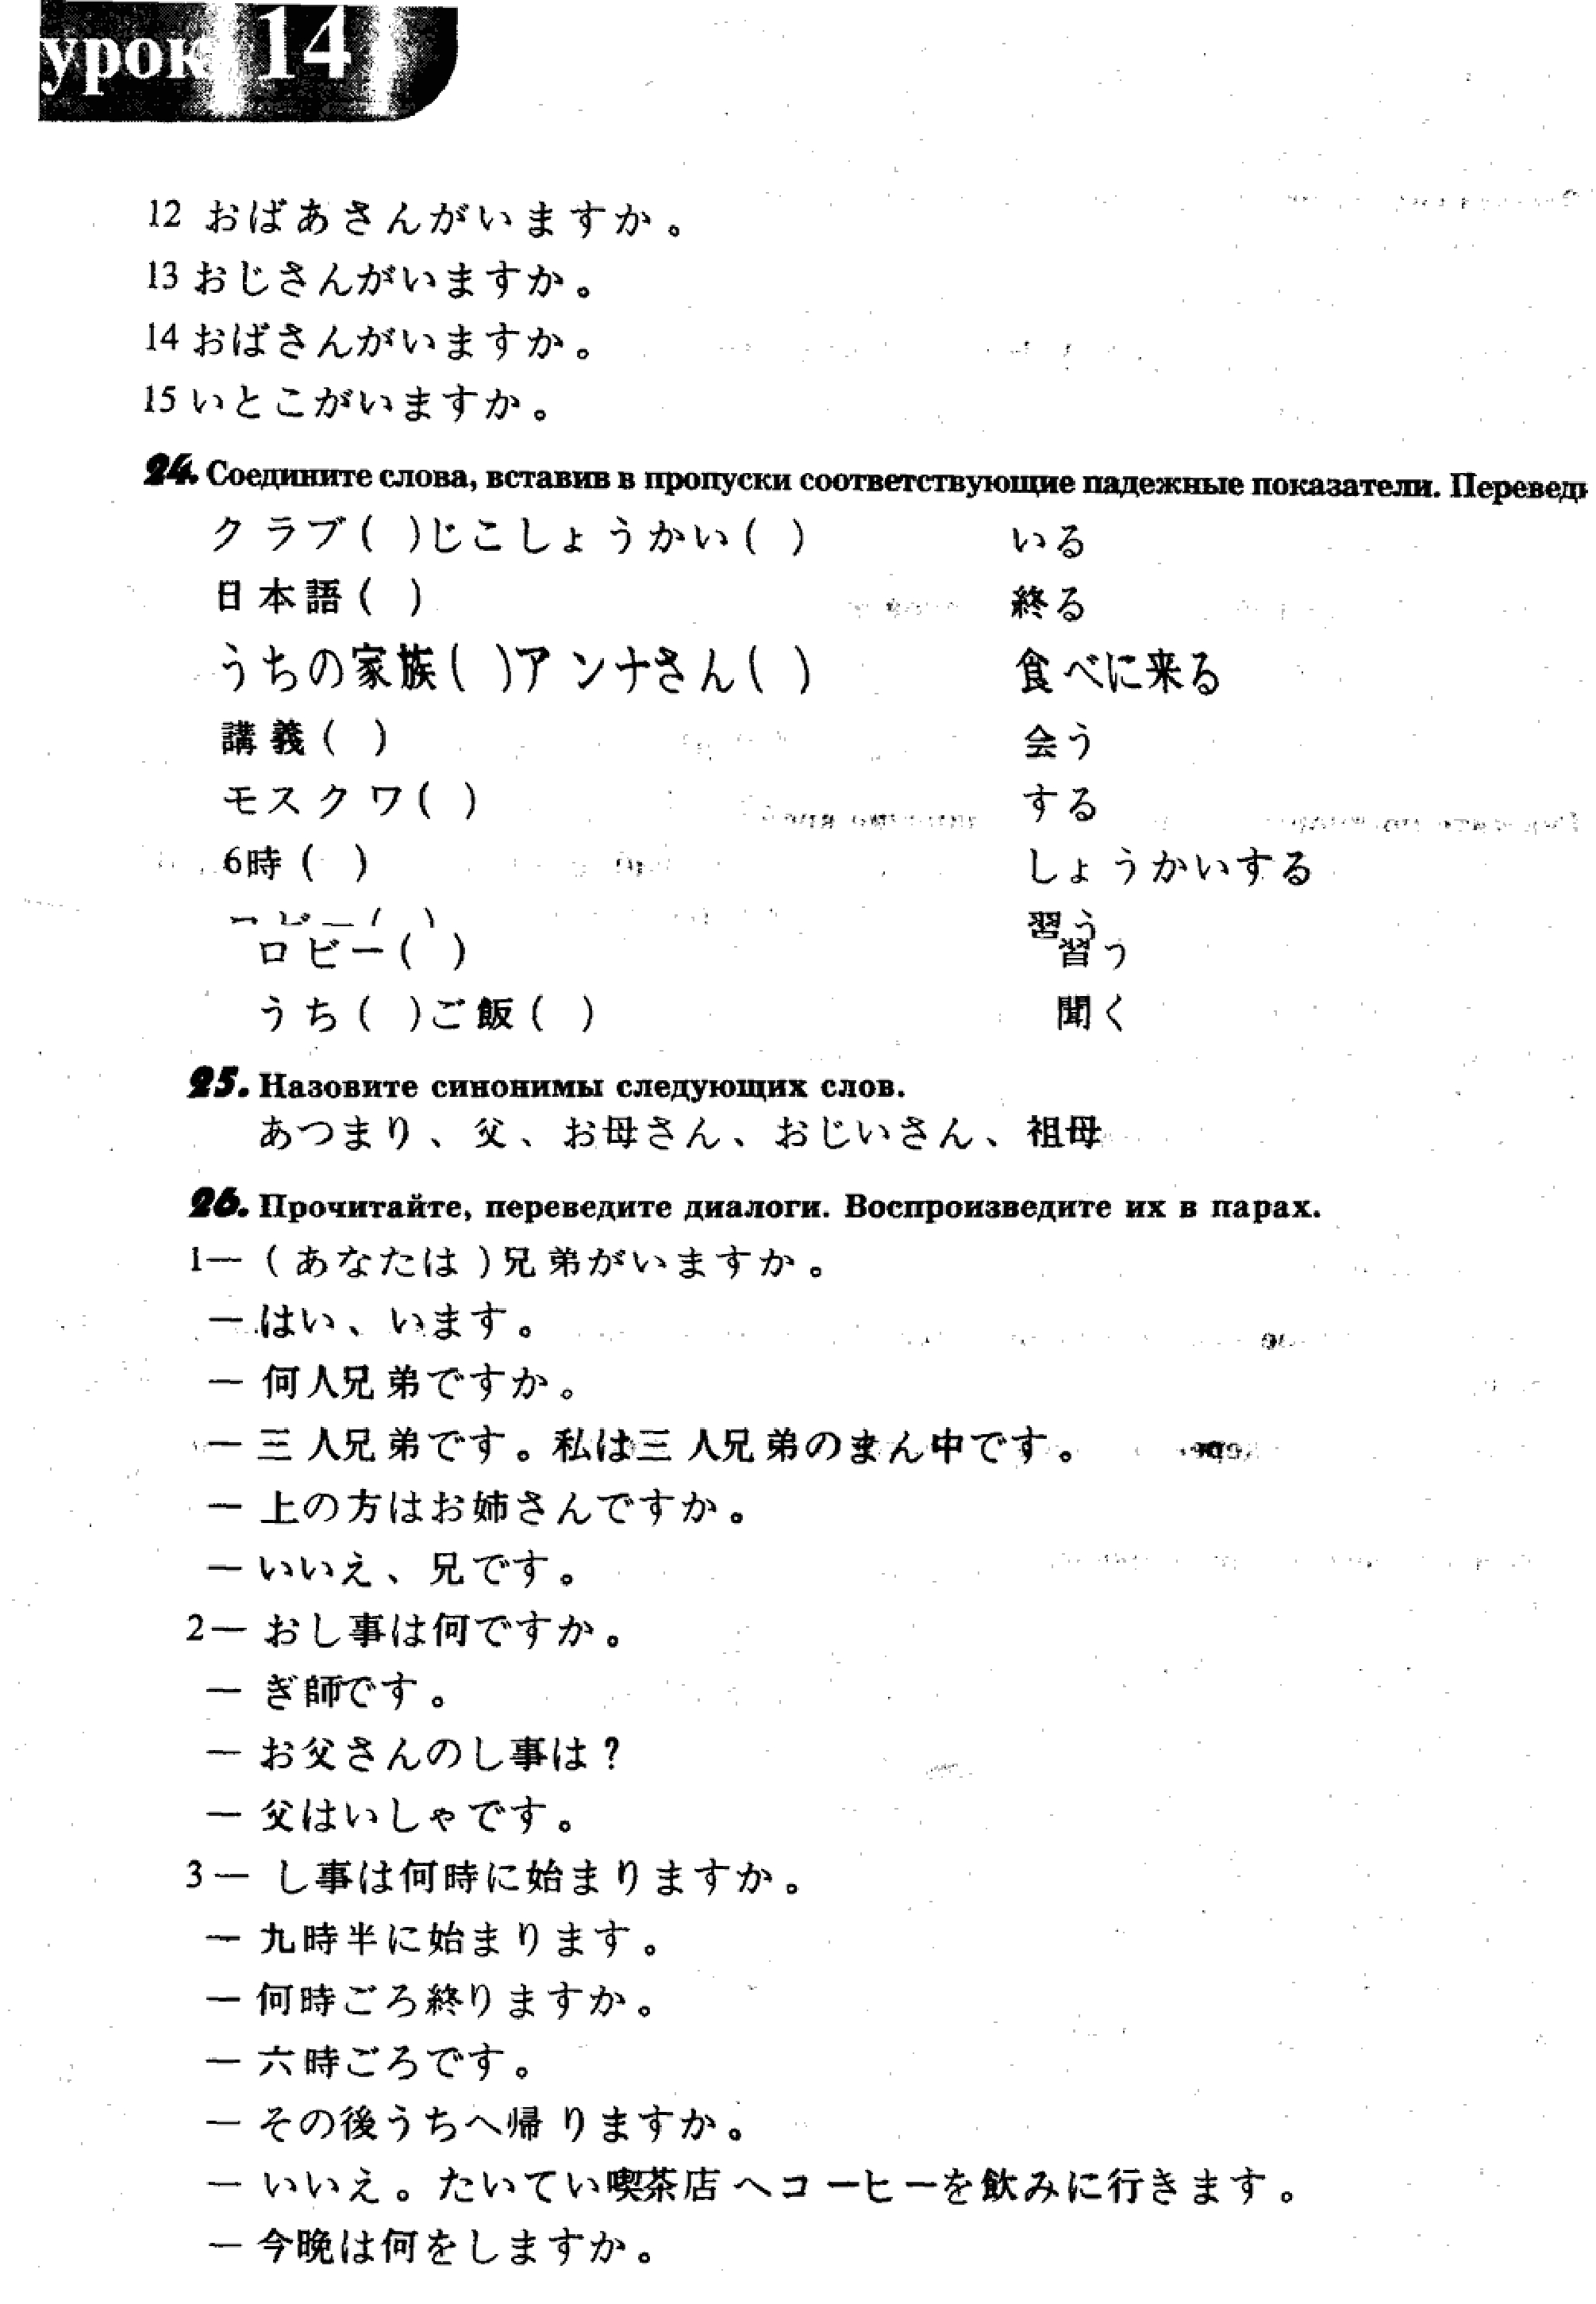 урок 14
12 おばあさんがいますか。
13 おじさんがいますか。
14 おばさんがいますか。
15 いとこがいますか。
24. Соедините слова, вставив в пропуски соответствующие падежные показатели. Переведи
クラブ( )じこしょうかい( ) いる
日本語( ) 終る
うちの家族( )アンナさん( ) 食べに来る
講義( ) 会う
モスクワ( ) する
6時( ) しょうかいする
ロビー( ) 習う
うち( )ご飯( ) 聞く
25. Назовите синонимы следующих слов.
あつまり、父、お母さん、おじいさん、祖母
26. Прочитайте, переведите диалоги. Воспроизведите их в парах.
1— (あなたは)兄弟がいますか。
— はい、います。
— 何人兄弟ですか。
— 三人兄弟です。私は三人兄弟のまん中です。
— 上の方はお姉さんですか。
— いいえ、兄です。
2— おし事は何ですか。
— ぎ師です。
— お父さんのし事は?
— 父はいしゃです。
3— し事は何時に始まりますか。
— 九時半に始まります。
— 何時ごろ終りますか。
— 六時ごろです。
— その後うちへ帰りますか。
— いいえ。たいてい喫茶店へコーヒーを飲みに行きます。
— 今晩は何をしますか。